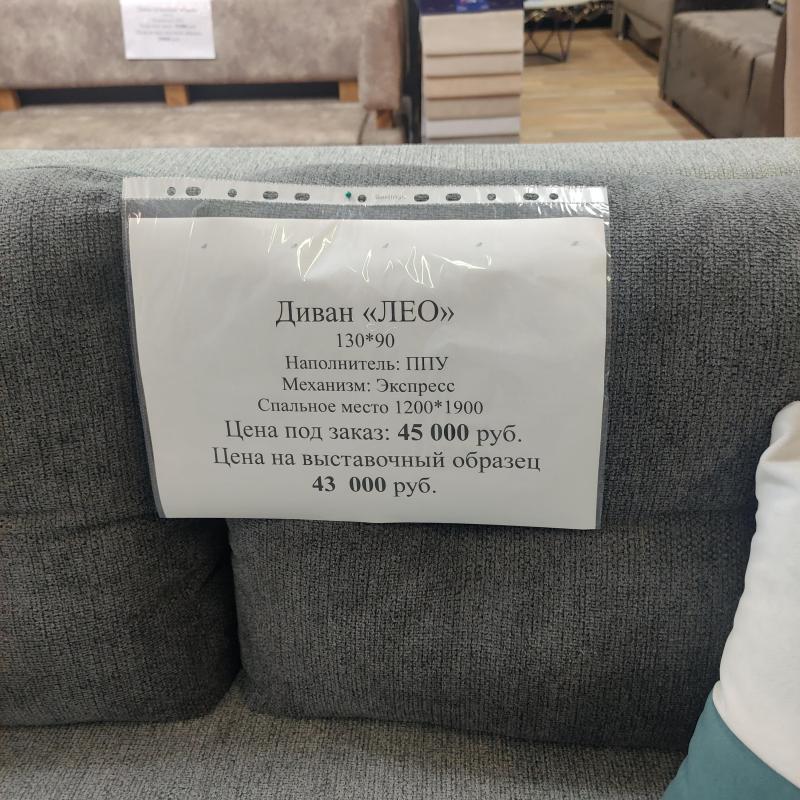 Диван «ЛЕО»
130*90
Наполнитель: ППУ
Механизм: Экспресс
Спальное место 1200*1900
Цена под заказ: 45 000 руб.
Цена на выставочный образец
43 000 руб.